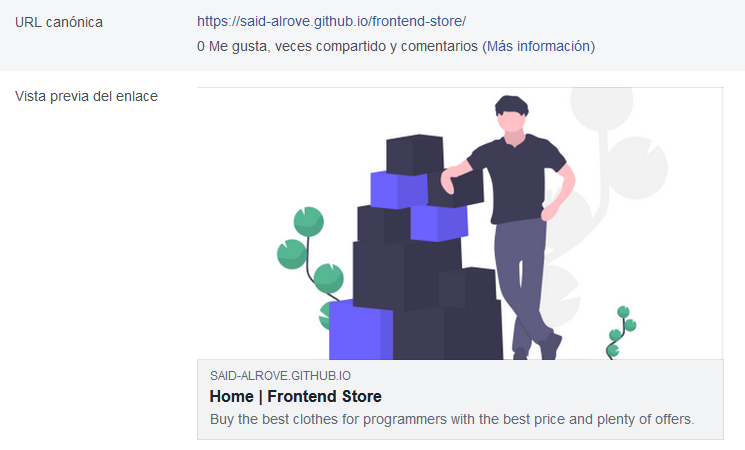 URL canónica
https://said-alrove.github.io/frontend-store/
0 Me gusta, veces compartido y comentarios (Más información)
Vista previa del enlace
SAID-ALROVE.GITHUB.IO
Home | Frontend Store
Buy the best clothes for programmers with the best price and plenty of offers.